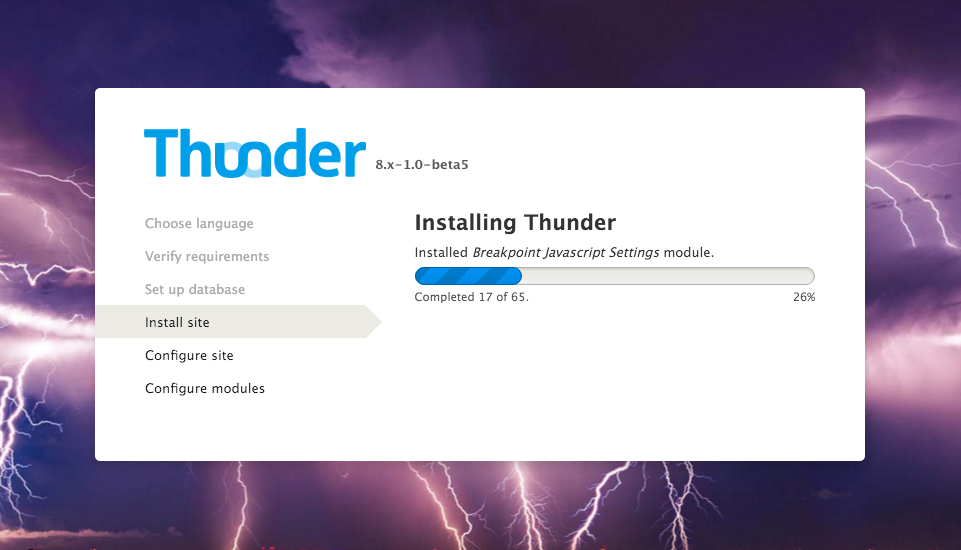 Thunder 8.x-1.0-beta5
Choose language
Verify requirements
Set up database
Install site
Configure site
Configure modules
Installing Thunder
Installed Breakpoint Javascript Settings module.
Completed 17 of 65. 26%